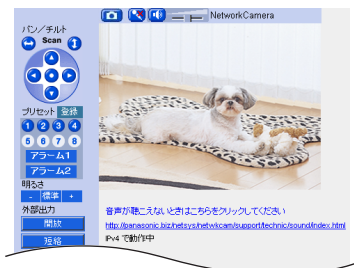 NetworkCamera
パン／チルト
Scan
プリセット 登録
1 2 3 4
5 6 7 8
アラーム1
アラーム2
明るさ
- 標準 +
外部出力
開放
短絡
音声が聴こえないときはこちらをクリックしてください
http://panasonic.biz/netsys/netwkcam/support/technic/sound/index.html
IPv4 で動作中